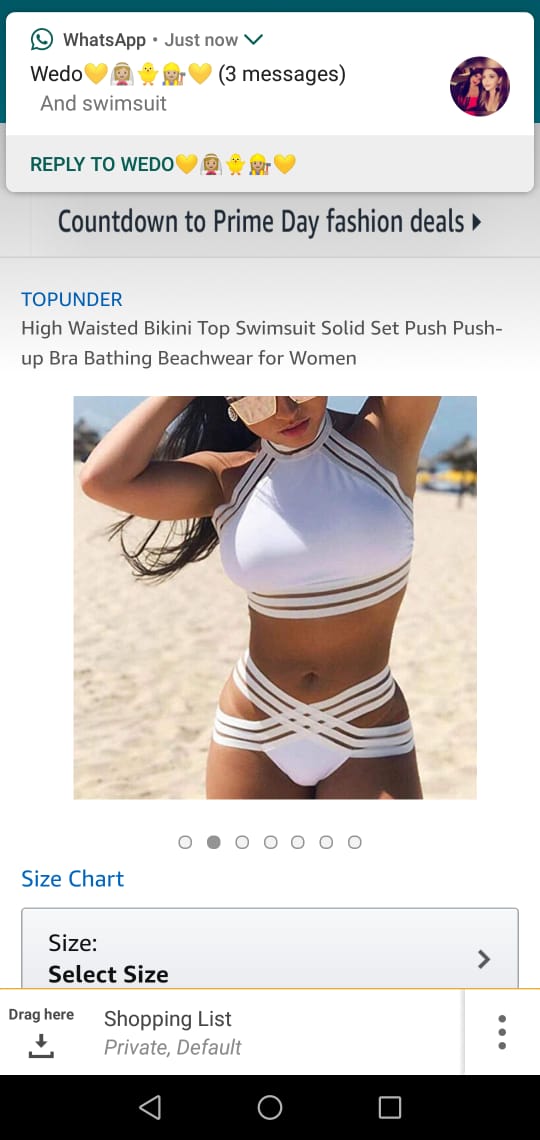 WhatsApp • Just now
Wedo💛👰🏼🐥👷🏼‍♀️💛 (3 messages)
And swimsuit
REPLY TO WEDO💛👰🏼🐥👷🏼‍♀️💛
Countdown to Prime Day fashion deals
TOPUNDER
High Waisted Bikini Top Swimsuit Solid Set Push Push-
up Bra Bathing Beachwear for Women
Size Chart
Size:
Select Size
Drag here
Shopping List
Private, Default